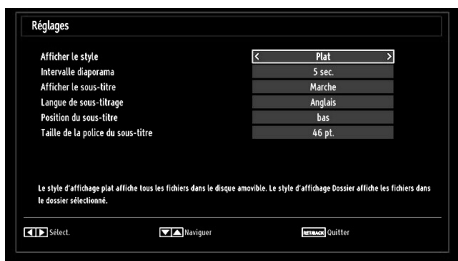 Réglages
Afficher le style < Plat >
Intervalle diaporama 5 sec.
Afficher le sous-titre Marche
Langue de sous-titrage Anglais
Position du sous-titre bas
Taille de la police du sous-titre 46 pt.
Le style d'affichage plat affiche tous les fichiers dans le disque amovible. Le style d'affichage Dossier affiche les fichiers dans
le dossier sélectionné.
◀ ▶ Sélect. ▼ ▲ Naviguer RET/BACK Quitter